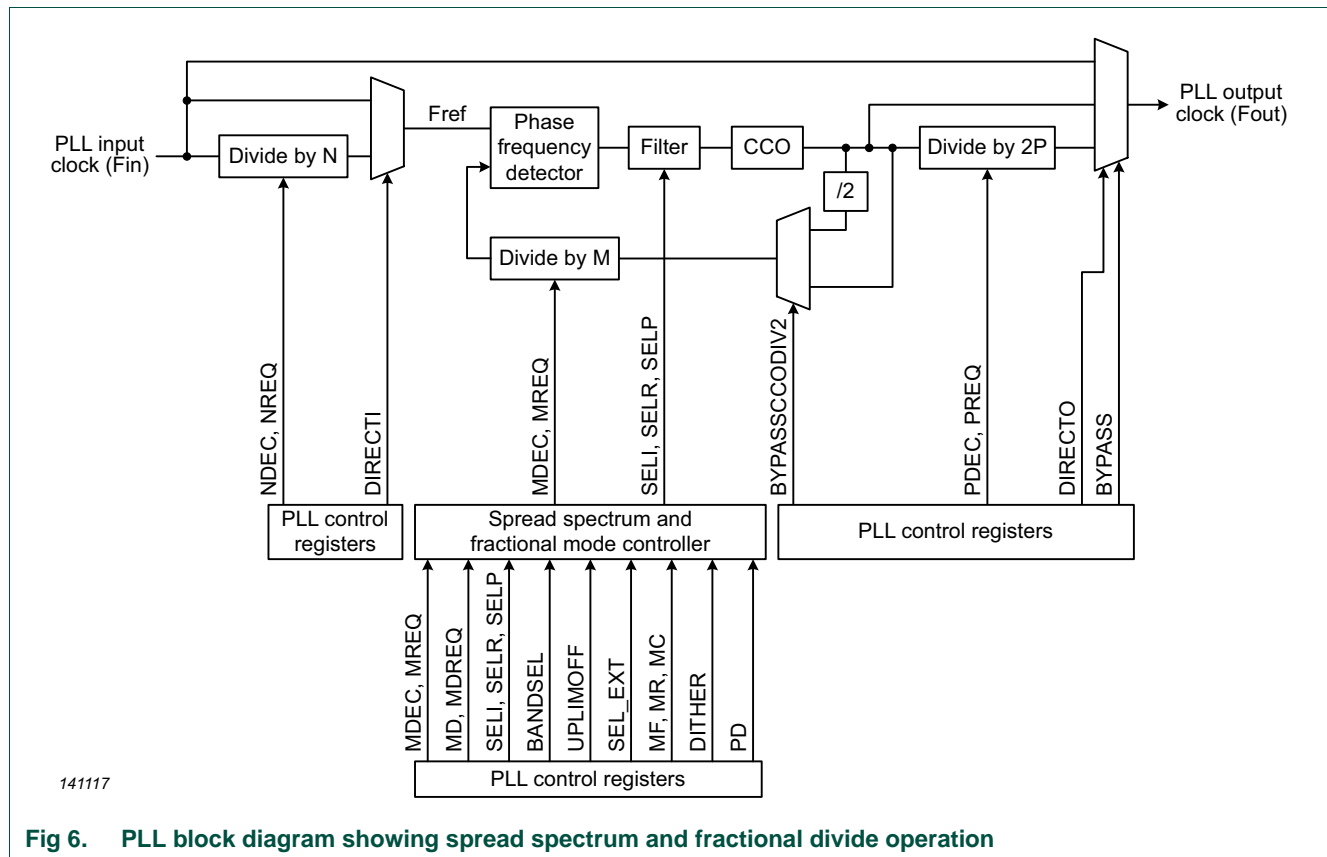 PLL input
clock (Fin)
Divide by N
Fref
Phase
frequency
detector
Filter
CCO
/2
Divide by 2P
PLL output
clock (Fout)
Divide by M
NDEC, NREQ
DIRECTI
MDEC, MREQ
SELI, SELR, SELP
BYPASSCCODIV2
PDEC, PREQ
DIRECTO
BYPASS
PLL control
registers
Spread spectrum and
fractional mode controller
PLL control registers
MDEC, MREQ
MD, MDREQ
SELI, SELR, SELP
BANDSEL
UPLIMOFF
SEL_EXT
MF, MR, MC
DITHER
PD
PLL control registers
141117
Fig 6. PLL block diagram showing spread spectrum and fractional divide operation